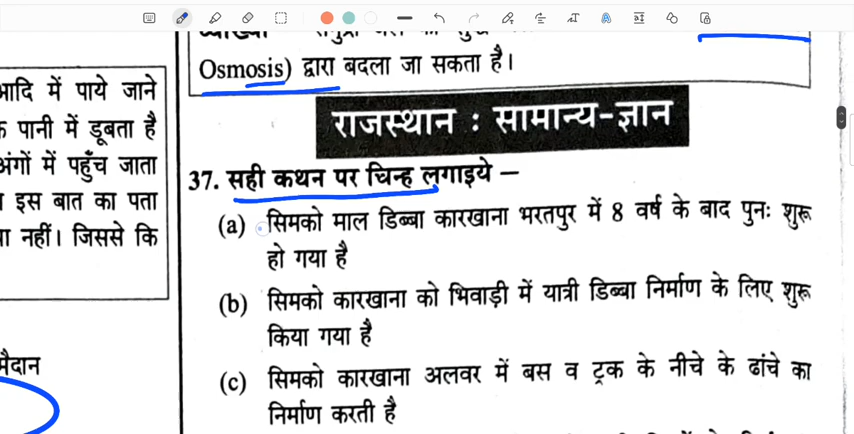 Osmosis) द्वारा बदला जा सकता है।
आदि में पाये जाने
पानी में डूबता है
अंगों में पहुँच जाता
इस बात का पता
नहीं। जिससे कि
मैदान
राजस्थान : सामान्य-ज्ञान
37. सही कथन पर चिन्ह लगाइये –
(a) सिमको माल डिब्बा कारखाना भरतपुर में 8 वर्ष के बाद पुनः शुरू
हो गया है
(b) सिमको कारखाना को भिवाड़ी में यात्री डिब्बा निर्माण के लिए शुरू
किया गया है
(c) सिमको कारखाना अलवर में बस व ट्रक के नीचे के ढांचे का
निर्माण करती है